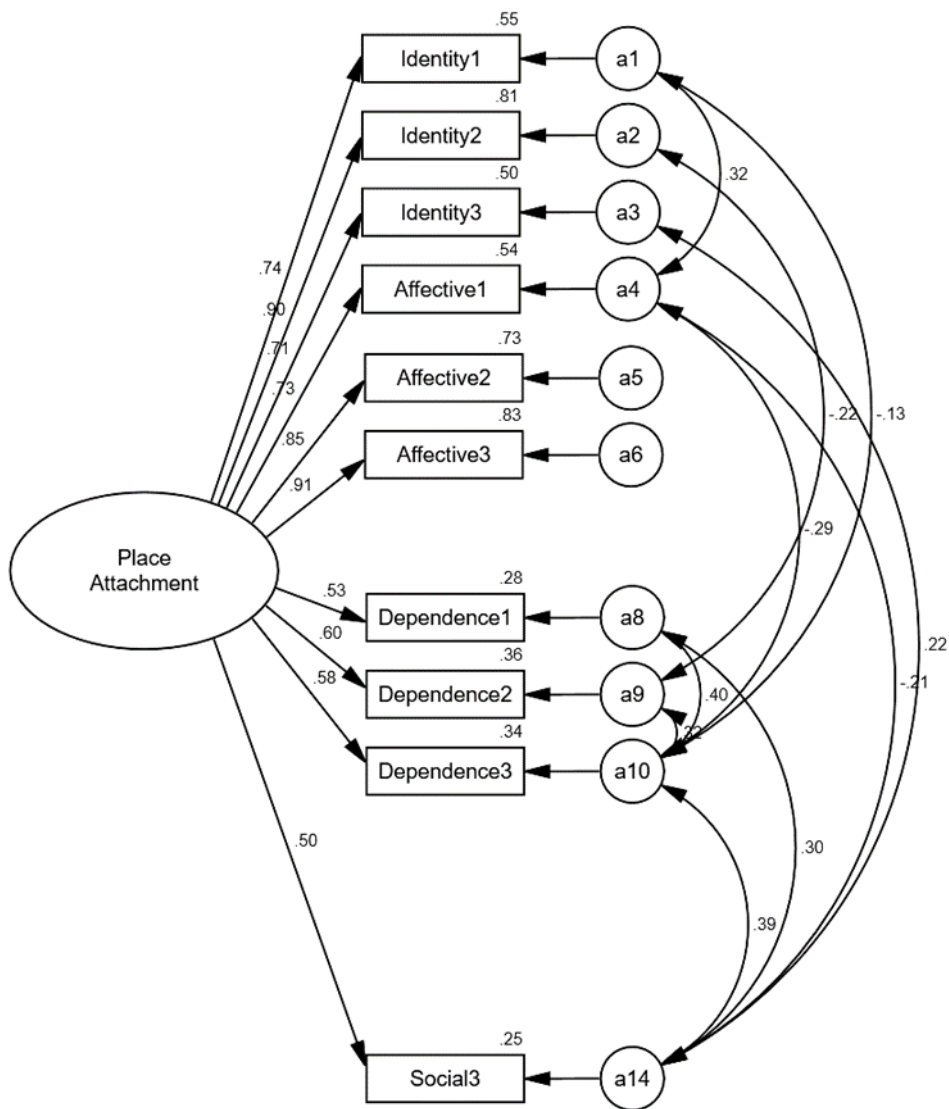 .55
Identity1
a1
.81
Identity2
a2
.32
.50
Identity3
a3
.54
Affective1
a4
.74
.90
.71
.73
.73
Affective2
a5
.85
.83
Affective3
a6
.91
-.22
-.13
-.29
Place
Attachment
.53
.28
Dependence1
a8
.60
.36
Dependence2
a9
.40
.22
-.21
.58
.34
Dependence3
a10
.32
.50
.30
.39
.25
Social3
a14